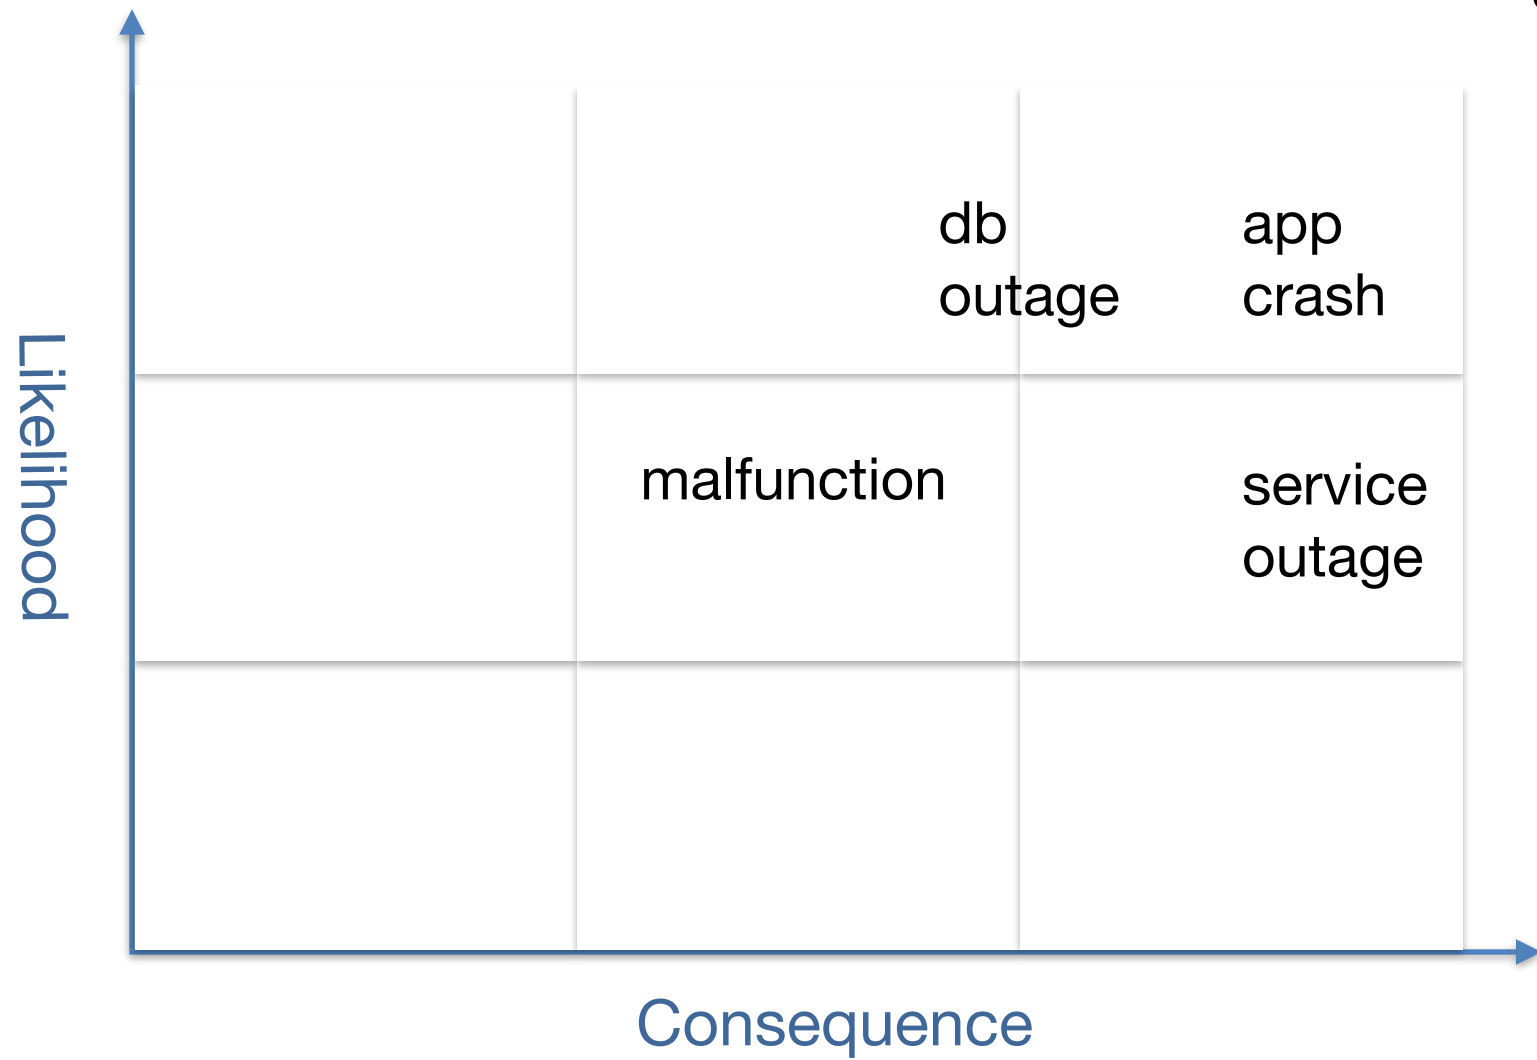 Likelihood
db
outage
app
crash
malfunction
service
outage
Consequence